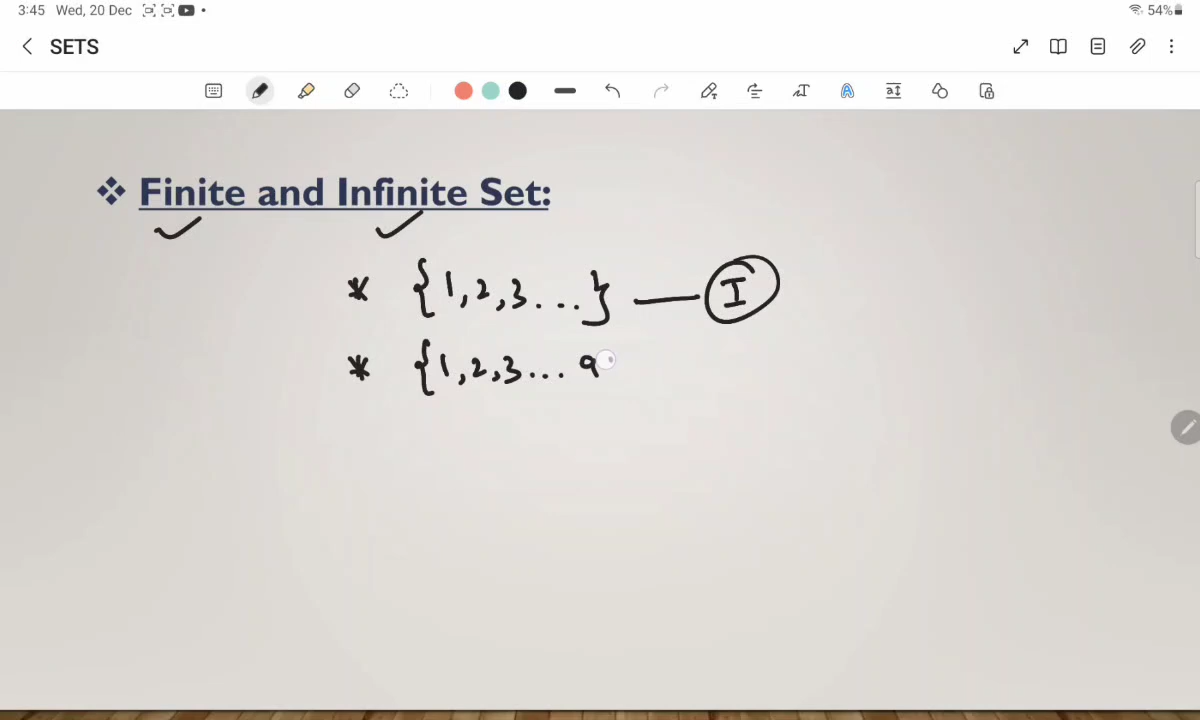 3:45 Wed, 20 Dec 54%
SETS
❖ Finite and Infinite Set:
* {1,2,3...} — I
* {1,2,3... 9